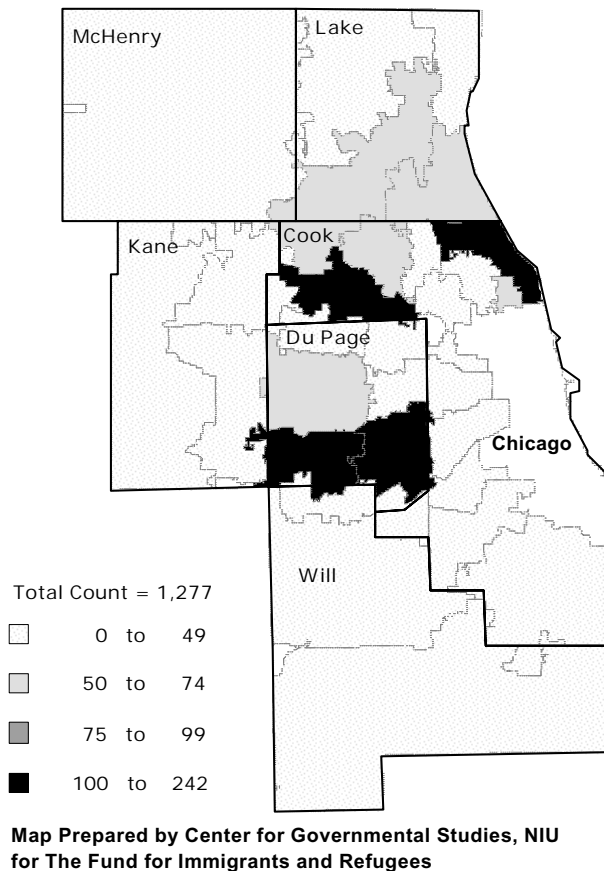 McHenry
Lake
Kane
Cook
Du Page
Chicago
Will
Total Count = 1,277
0 to 49
50 to 74
75 to 99
100 to 242
Map Prepared by Center for Governmental Studies, NIU
for The Fund for Immigrants and Refugees